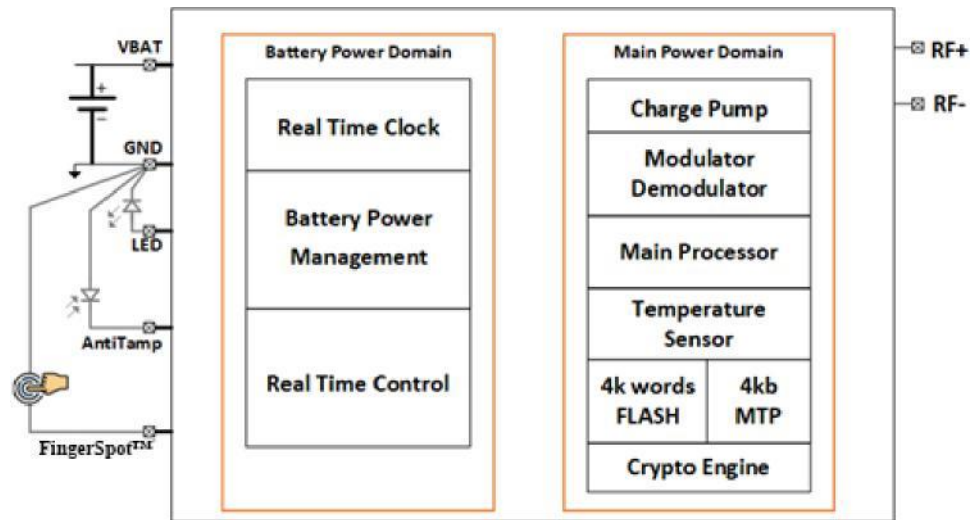 VBAT
+
−
GND
LED
AntiTamp
FingerSpot™
Battery Power Domain
Real Time Clock
Battery Power
Management
Real Time Control
Main Power Domain
Charge Pump
Modulator
Demodulator
Main Processor
Temperature
Sensor
4k words
FLASH
4kb
MTP
Crypto Engine
RF+
RF-